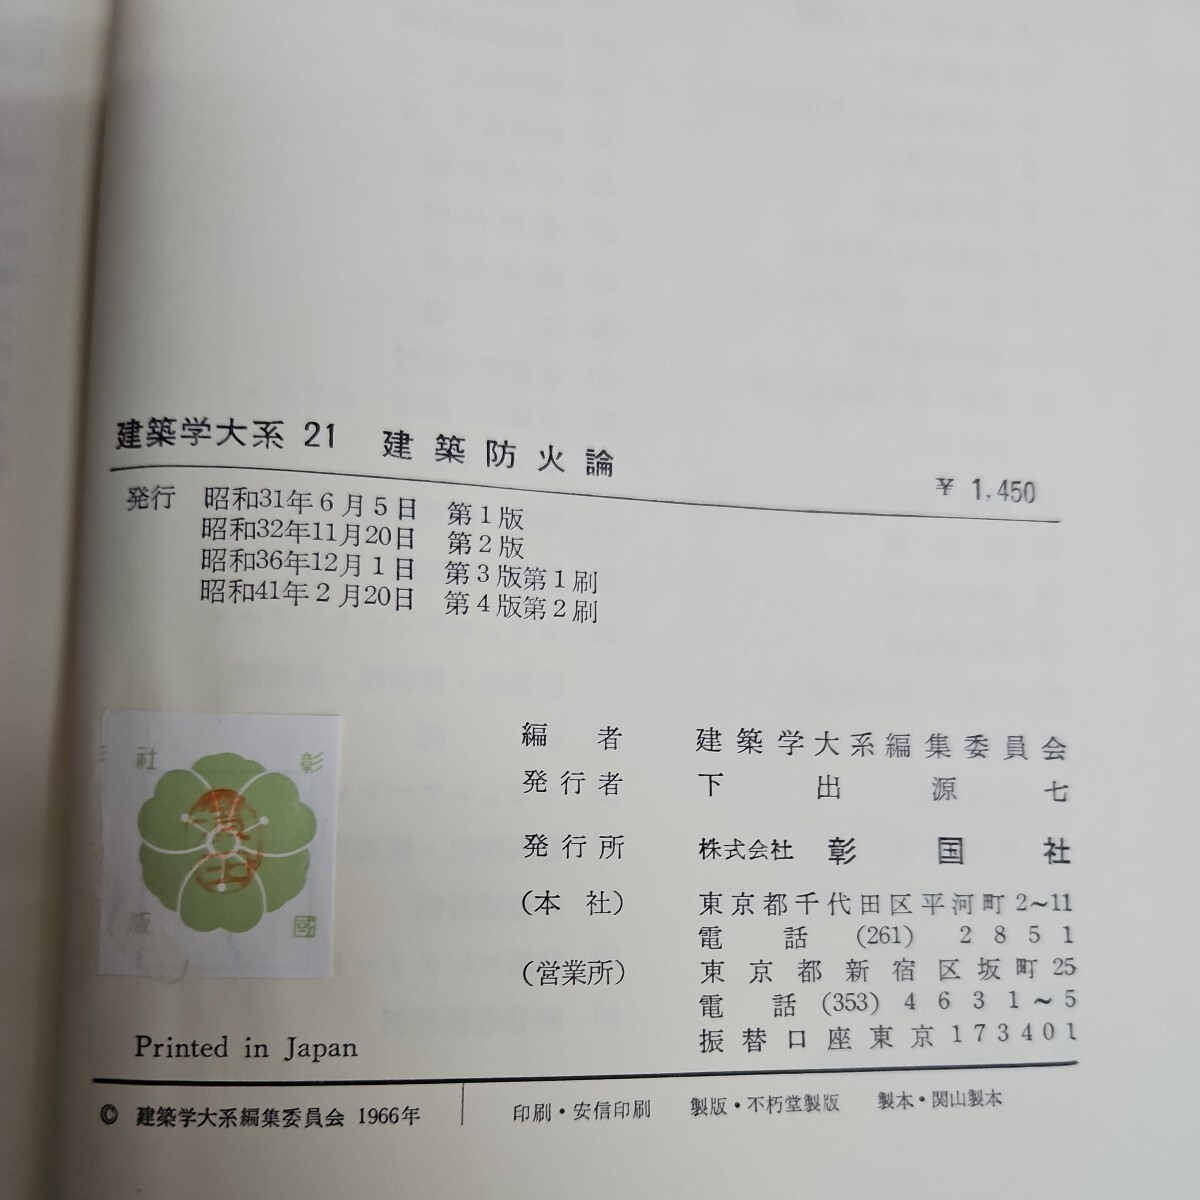 建築学大系 21 建築防火論
¥ 1,450
発行 昭和31年6月5日 第1版
昭和32年11月20日 第2版
昭和36年12月1日 第3版第1刷
昭和41年2月20日 第4版第2刷
編者 建築学大系編集委員会
発行者 下出源七
発行所 株式会社 彰国社
(本社) 東京都千代田区平河町2~11
電話 (261) 2851
(営業所) 東京都新宿区坂町25
電話 (353) 4631~5
振替口座東京173401
社 彰
版 國
Printed in Japan
© 建築学大系編集委員会 1966年
印刷・安信印刷 製版・不朽堂製版 製本・関山製本